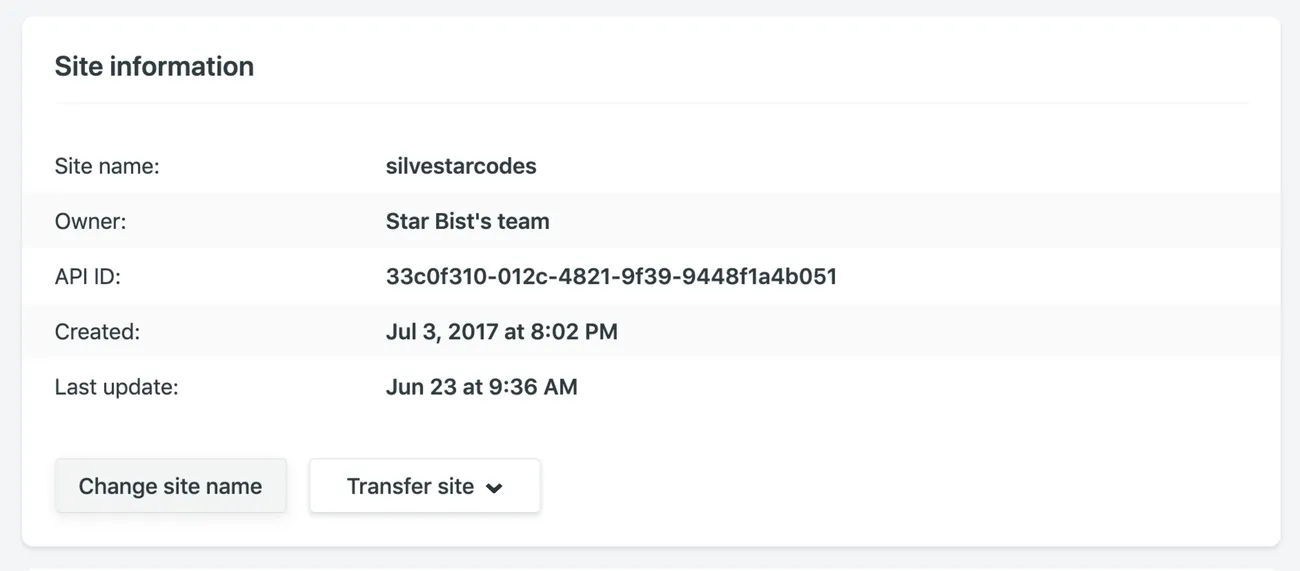 Site information
Site name: silvestarcodes
Owner: Star Bist's team
API ID: 33c0f310-012c-4821-9f39-9448f1a4b051
Created: Jul 3, 2017 at 8:02 PM
Last update: Jun 23 at 9:36 AM
Change site name Transfer site